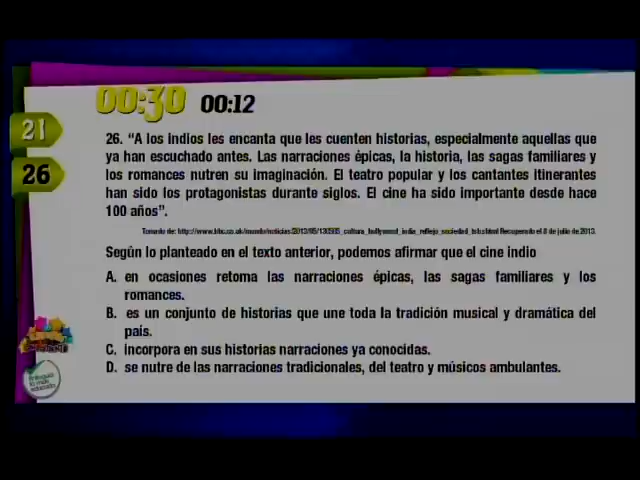 00:30 00:12
21
26
26. “A los indios les encanta que les cuenten historias, especialmente aquellas que
ya han escuchado antes. Las narraciones épicas, la historia, las sagas familiares y
los romances nutren su imaginación. El teatro popular y los cantantes itinerantes
han sido los protagonistas durante siglos. El cine ha sido importante desde hace
100 años”.
Según lo planteado en el texto anterior, podemos afirmar que el cine indio
A. en ocasiones retoma las narraciones épicas, las sagas familiares y los
romances.
B. es un conjunto de historias que une toda la tradición musical y dramática del
país.
C. incorpora en sus historias narraciones ya conocidas.
D. se nutre de las narraciones tradicionales, del teatro y músicos ambulantes.